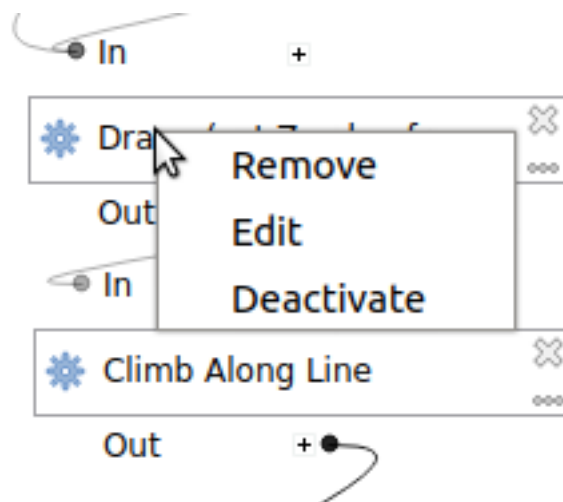 In
Remove
Out
Edit
In
Deactivate
Climb Along Line
Out